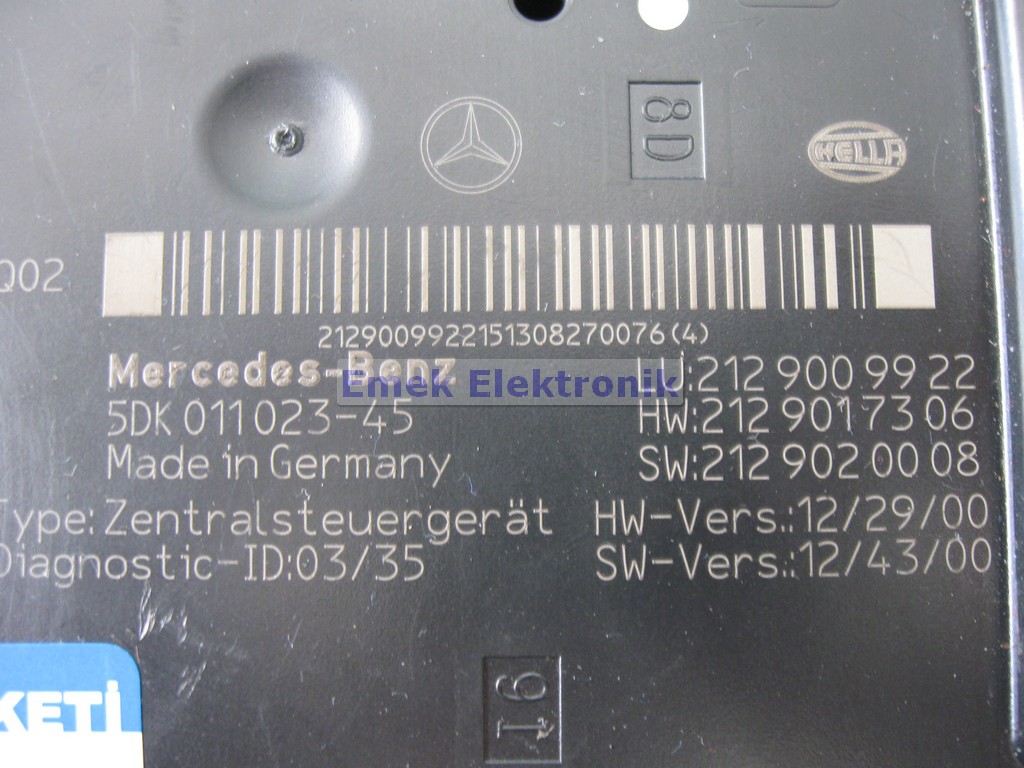 8D
HELLA
Q02
2129009922151308270076(4)
Mercedes-Benz
Emek Elektronik
LU:212 900 99 22
5DK 011 023-45
HW:212 901 73 06
Made in Germany
SW:212 902 00 08
Type: Zentralsteuergerät
HW-Vers.:12/29/00
Diagnostic-ID:03/35
SW-Vers.:12/43/00
KETİ